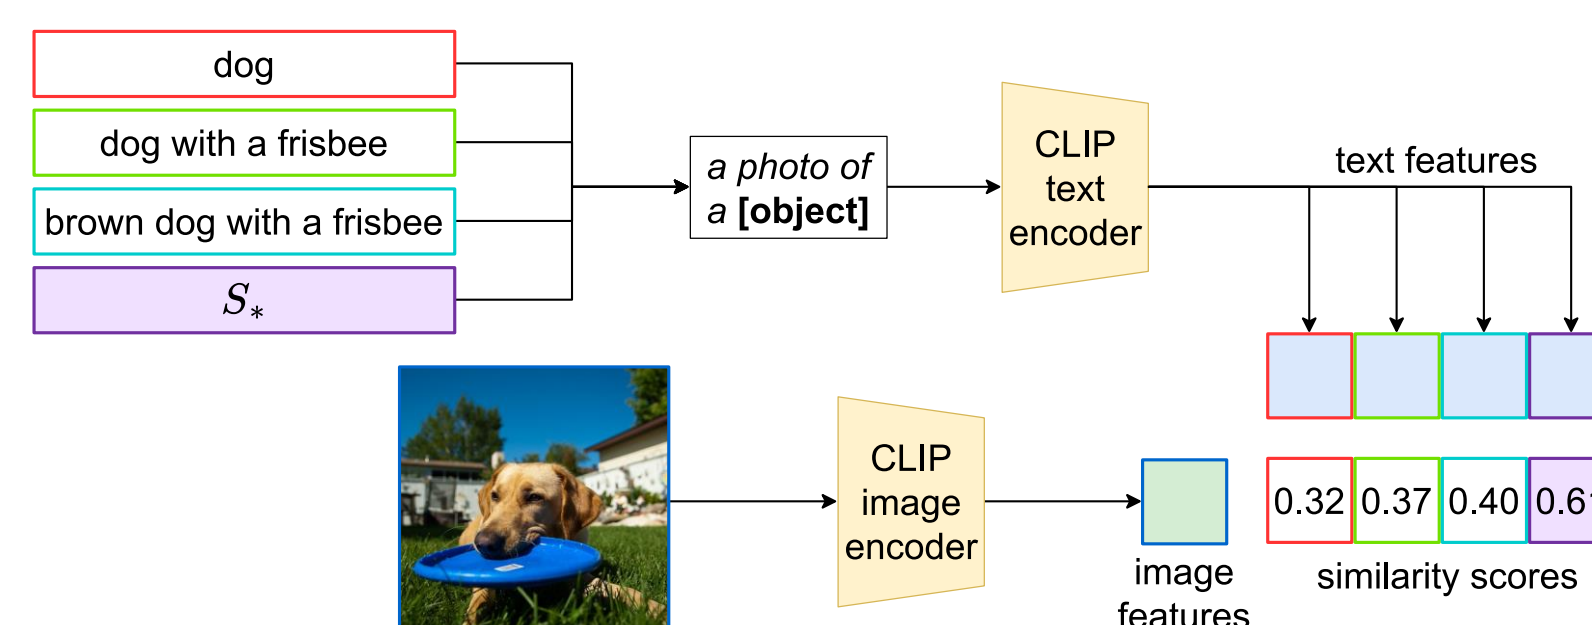 dog
dog with a frisbee
brown dog with a frisbee
S*
a photo of
a [object]
CLIP
text
encoder
text features
CLIP
image
encoder
image
features
0.32 0.37 0.40
similarity scores